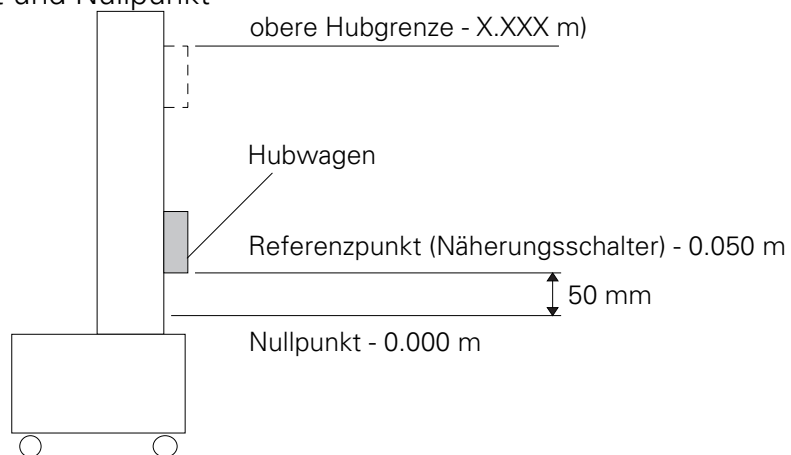 und Nullpunkt
obere Hubgrenze - X.XXX m)
Hubwagen
Referenzpunkt (Näherungsschalter) - 0.050 m
50 mm
Nullpunkt - 0.000 m